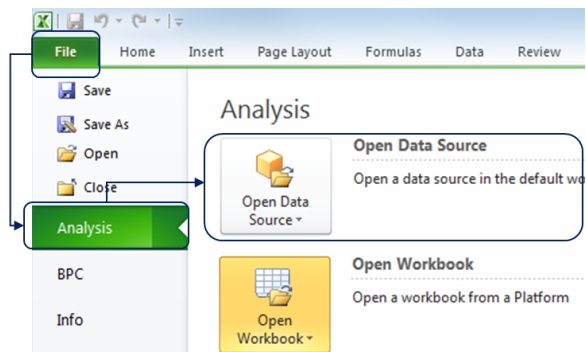 File Home Insert Page Layout Formulas Data Review
Save
Save As
Open
Close
Analysis
BPC
Info
Analysis
Open Data
Source
Open Data Source
Open a data source in the default wo
Open
Workbook
Open Workbook
Open a workbook from a Platform